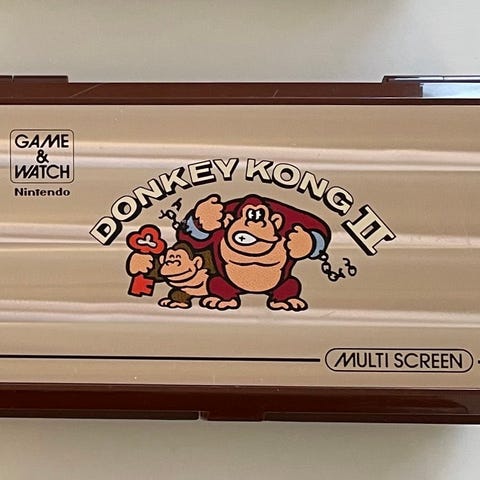 GAME
&
WATCH
Nintendo
DONKEY KONG II
MULTI SCREEN